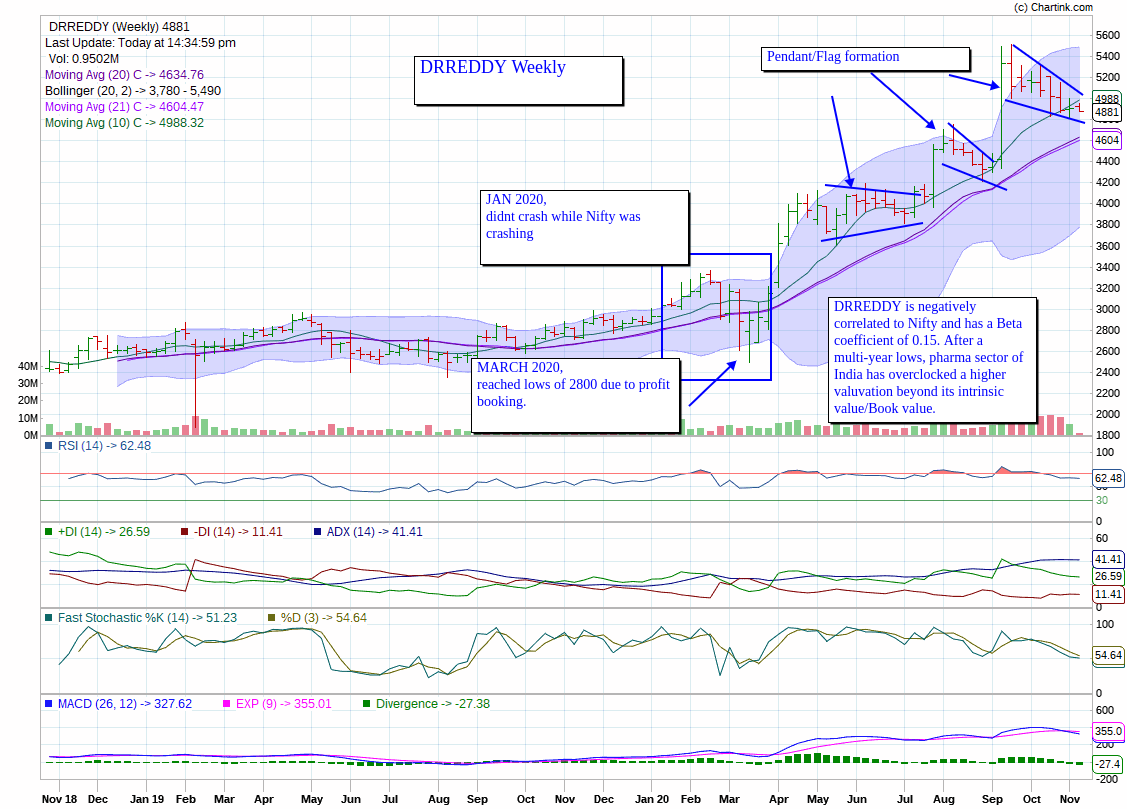 (c) Chartink.com
DRREDDY (Weekly) 4881
Last Update: Today at 14:34:59 pm
Vol: 0.9502M
Moving Avg (20) C -> 4634.76
Bollinger (20, 2) -> 3,780 - 5,490
Moving Avg (21) C -> 4604.47
Moving Avg (10) C -> 4988.32
DRREDDY Weekly
Pendant/Flag formation
JAN 2020,
didnt crash while Nifty was
crashing
MARCH 2020,
reached lows of 2800 due to profit
booking.
DRREDDY is negatively
correlated to Nifty and has a Beta
coefficient of 0.15. After a
multi-year lows, pharma sector of
India has overclocked a higher
valuvation beyond its intrinsic
value/Book value.
5600
5400
5200
4988
4881
4604
4400
4200
4000
3800
3600
3400
3200
3000
2800
2600
2400
2200
2000
1800
40M
30M
20M
10M
0M
RSI (14) -> 62.48
100
62.48
30
0
+DI (14) -> 26.59 -DI (14) -> 11.41 ADX (14) -> 41.41
60
41.41
26.59
11.41
0
Fast Stochastic %K (14) -> 51.23 %D (3) -> 54.64
100
54.64
0
MACD (26, 12) -> 327.62 EXP (9) -> 355.01 Divergence -> -27.38
600
355.0
200
-27.4
-200
Nov 18 Dec Jan 19 Feb Mar Apr May Jun Jul Aug Sep Oct Nov Dec Jan 20 Feb Mar Apr May Jun Jul Aug Sep Oct Nov